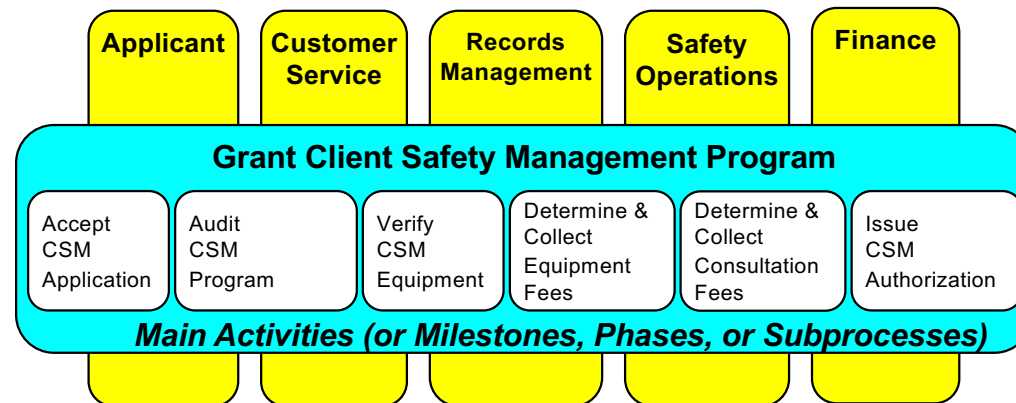 Applicant
Customer
Service
Records
Management
Safety
Operations
Finance
Grant Client Safety Management Program
Accept
CSM
Application
Audit
CSM
Program
Verify
CSM
Equipment
Determine &
Collect
Equipment
Fees
Determine &
Collect
Consultation
Fees
Issue
CSM
Authorization
Main Activities (or Milestones, Phases, or Subprocesses)